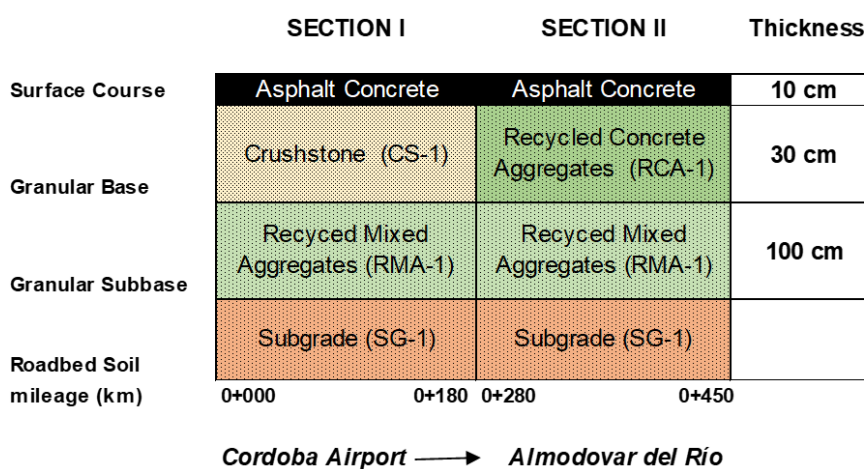 SECTION I SECTION II Thickness
Surface Course Asphalt Concrete Asphalt Concrete 10 cm
Crushstone (CS-1) Recycled Concrete
Aggregates (RCA-1) 30 cm
Granular Base
Recyced Mixed
Aggregates (RMA-1) Recyced Mixed
Aggregates (RMA-1) 100 cm
Granular Subbase
Subgrade (SG-1) Subgrade (SG-1)
Roadbed Soil
mileage (km) 0+000 0+180 0+280 0+450
Cordoba Airport Almodovar del Río